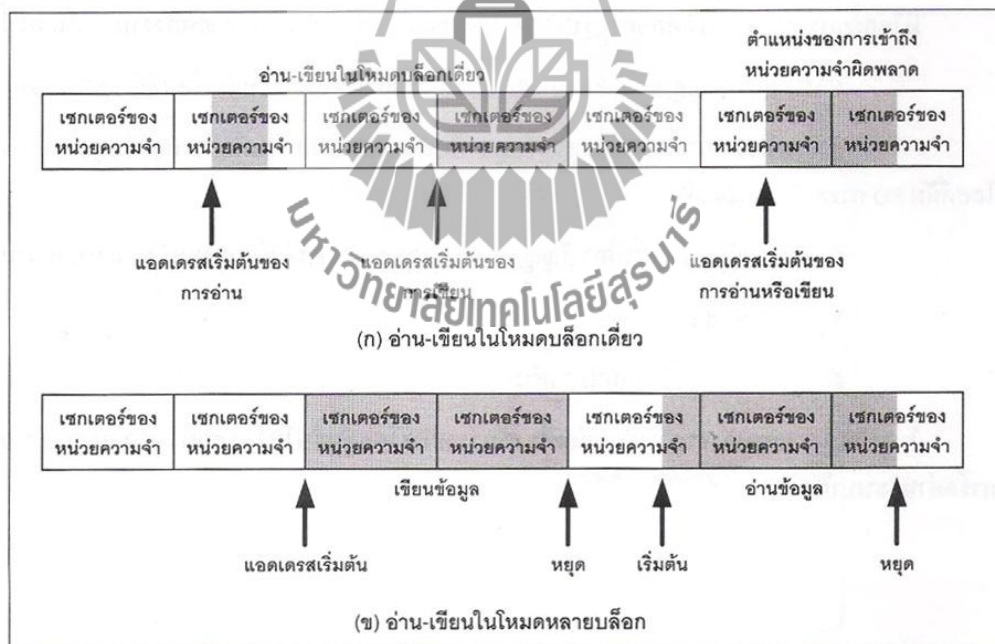 ตำแหน่งของการเข้าถึง
หน่วยความจำผิดพลาด
อ่าน-เขียนในโหมดบล็อกเดี่ยว
เซกเตอร์ของ เซกเตอร์ของ เซกเตอร์ของ เซกเตอร์ของ เซกเตอร์ของ เซกเตอร์ของ เซกเตอร์ของ
หน่วยความจำ หน่วยความจำ หน่วยความจำ หน่วยความจำ หน่วยความจำ หน่วยความจำ หน่วยความจำ
แอดเดรสเริ่มต้นของ แอดเดรสเริ่มต้นของ แอดเดรสเริ่มต้นของ
การอ่าน การเขียน การอ่านหรือเขียน
มหาวิทยาลัยเทคโนโลยีสุรนารี
(ก) อ่าน-เขียนในโหมดบล็อกเดี่ยว
เซกเตอร์ของ เซกเตอร์ของ เซกเตอร์ของ เซกเตอร์ของ เซกเตอร์ของ เซกเตอร์ของ เซกเตอร์ของ
หน่วยความจำ หน่วยความจำ หน่วยความจำ หน่วยความจำ หน่วยความจำ หน่วยความจำ หน่วยความจำ
เขียนข้อมูล อ่านข้อมูล
แอดเดรสเริ่มต้น หยุด เริ่มต้น หยุด
(ข) อ่าน-เขียนในโหมดหลายบล็อก